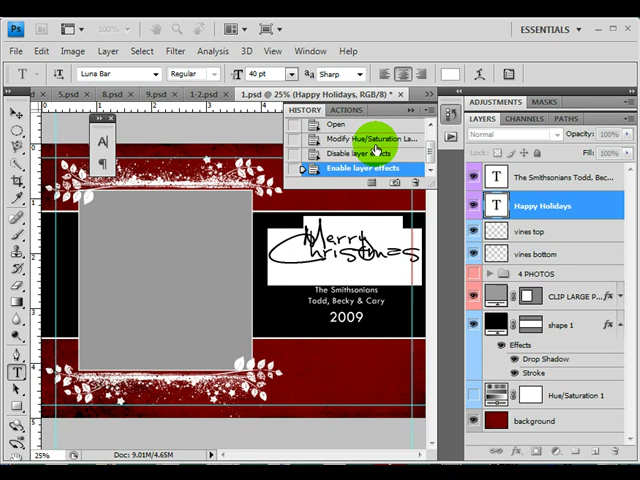 Ps 100% ESSENTIALS
File Edit Image Layer Select Filter Analysis 3D View Window Help
T Luna Bar Regular 40 pt Sharp
5.psd × 8.psd × 9.psd × 1-2.psd × 1.psd @ 25% (Happy Holidays, RGB/8) * ×
HISTORY ACTIONS
Open
Modify Hue/Saturation La...
Disable layer effects
Enable layer effects
Merry
Christmas
The Smithsonians
Todd, Becky & Cary
2009
ADJUSTMENTS MASKS
LAYERS CHANNELS PATHS
Normal Opacity:
Lock: Fill:
T The Smithsonians Todd, Bec...
T Happy Holidays
vines top
vines bottom
4 PHOTOS
CLIP LARGE P... fx
shape 1 fx
Effects
Drop Shadow
Stroke
Hue/Saturation 1
background
25% Doc: 9.01M/4.65M